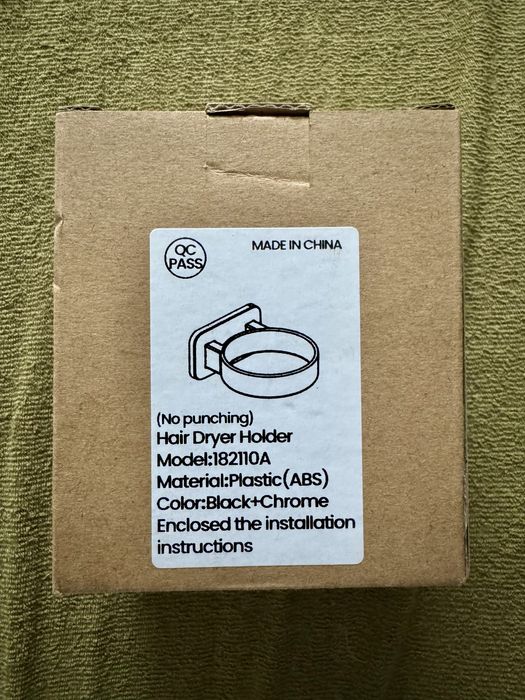 QC
PASS
MADE IN CHINA
(No punching)
Hair Dryer Holder
Model:182110A
Material:Plastic(ABS)
Color:Black+Chrome
Enclosed the installation
instructions